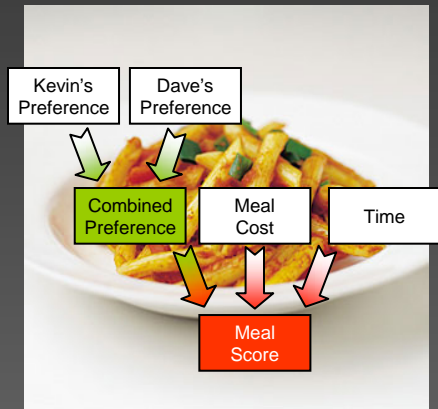 Kevin's
Preference
Dave's
Preference
Combined
Preference
Meal
Cost
Time
Meal
Score